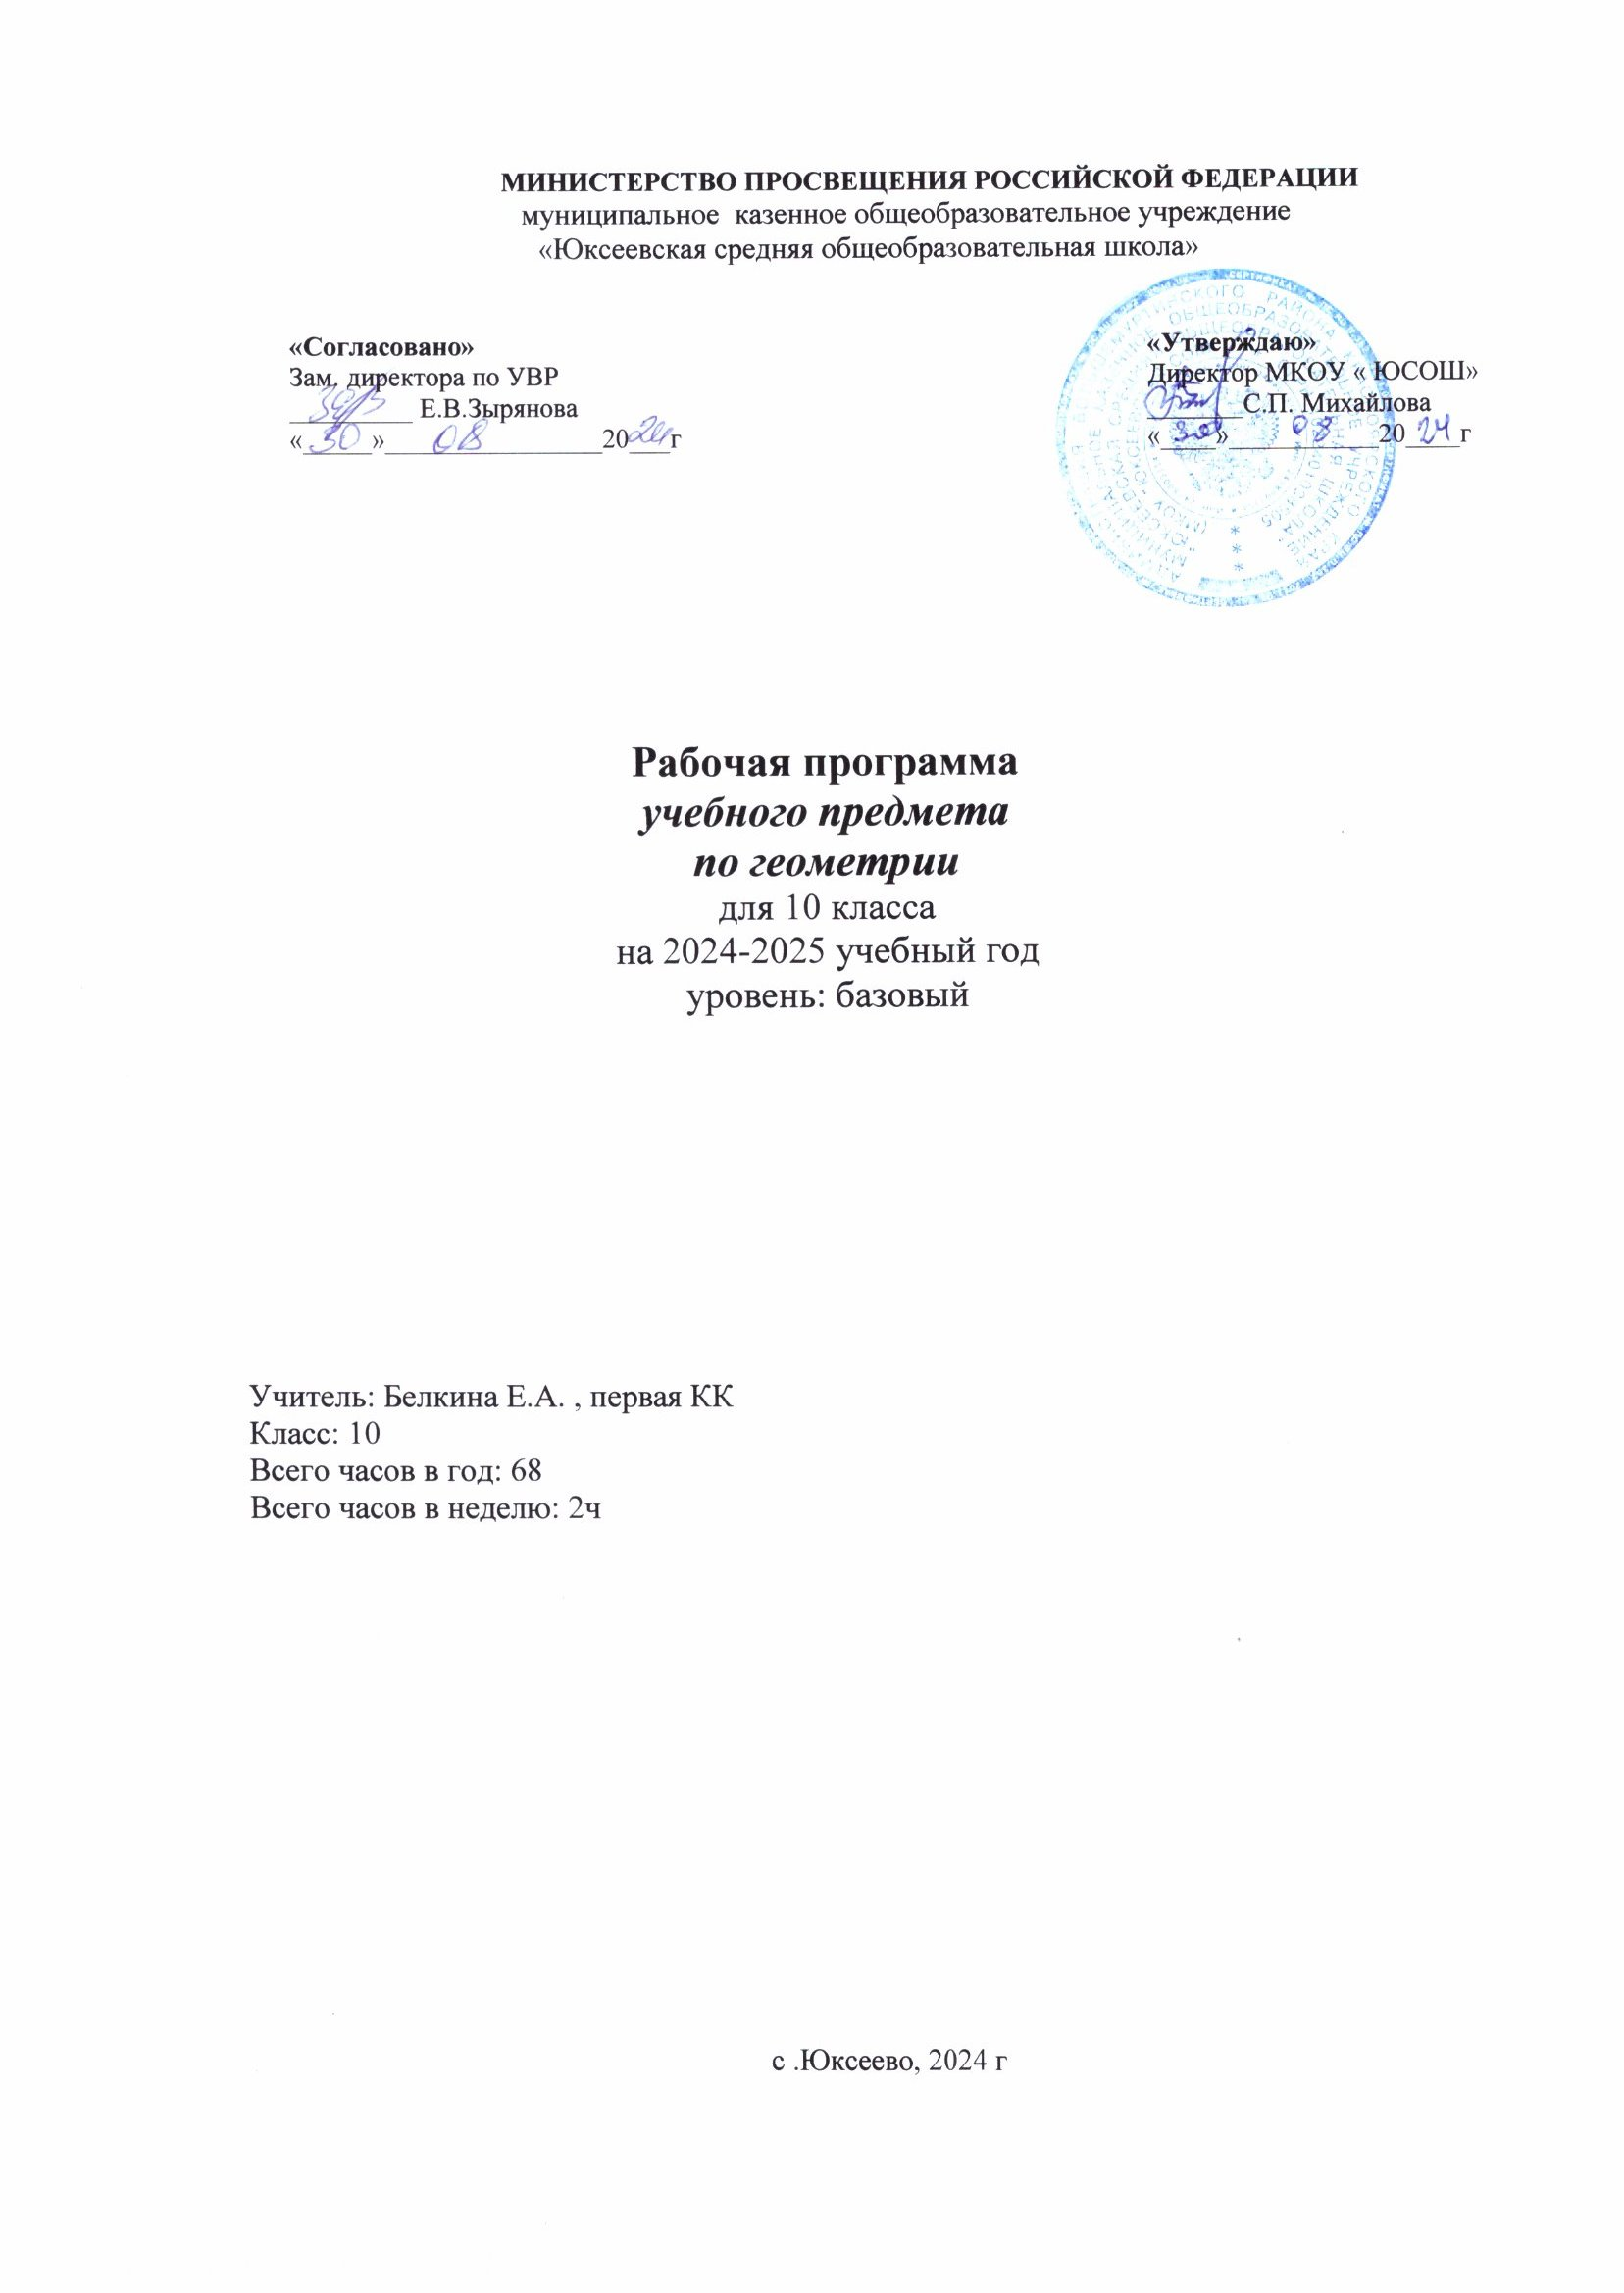 МИНИСТЕРСТВО ПРОСВЕЩЕНИЯ РОССИЙСКОЙ ФЕДЕРАЦИИ
муниципальное казенное общеобразовательное учреждение
«Юксеевская средняя общеобразовательная школа»
«Согласовано»
Зам. директора по УВР
____________ Е.В.Зырянова
«30»08 2024г
«Утверждаю»
Директор МКОУ « ЮСОШ»
________С.П. Михайлова
«30»08 2024 г
Рабочая программа
учебного предмета
по геометрии
для 10 класса
на 2024-2025 учебный год
уровень: базовый
Учитель: Белкина Е.А. , первая КК
Класс: 10
Всего часов в год: 68
Всего часов в неделю: 2ч
с .Юксеево, 2024 г